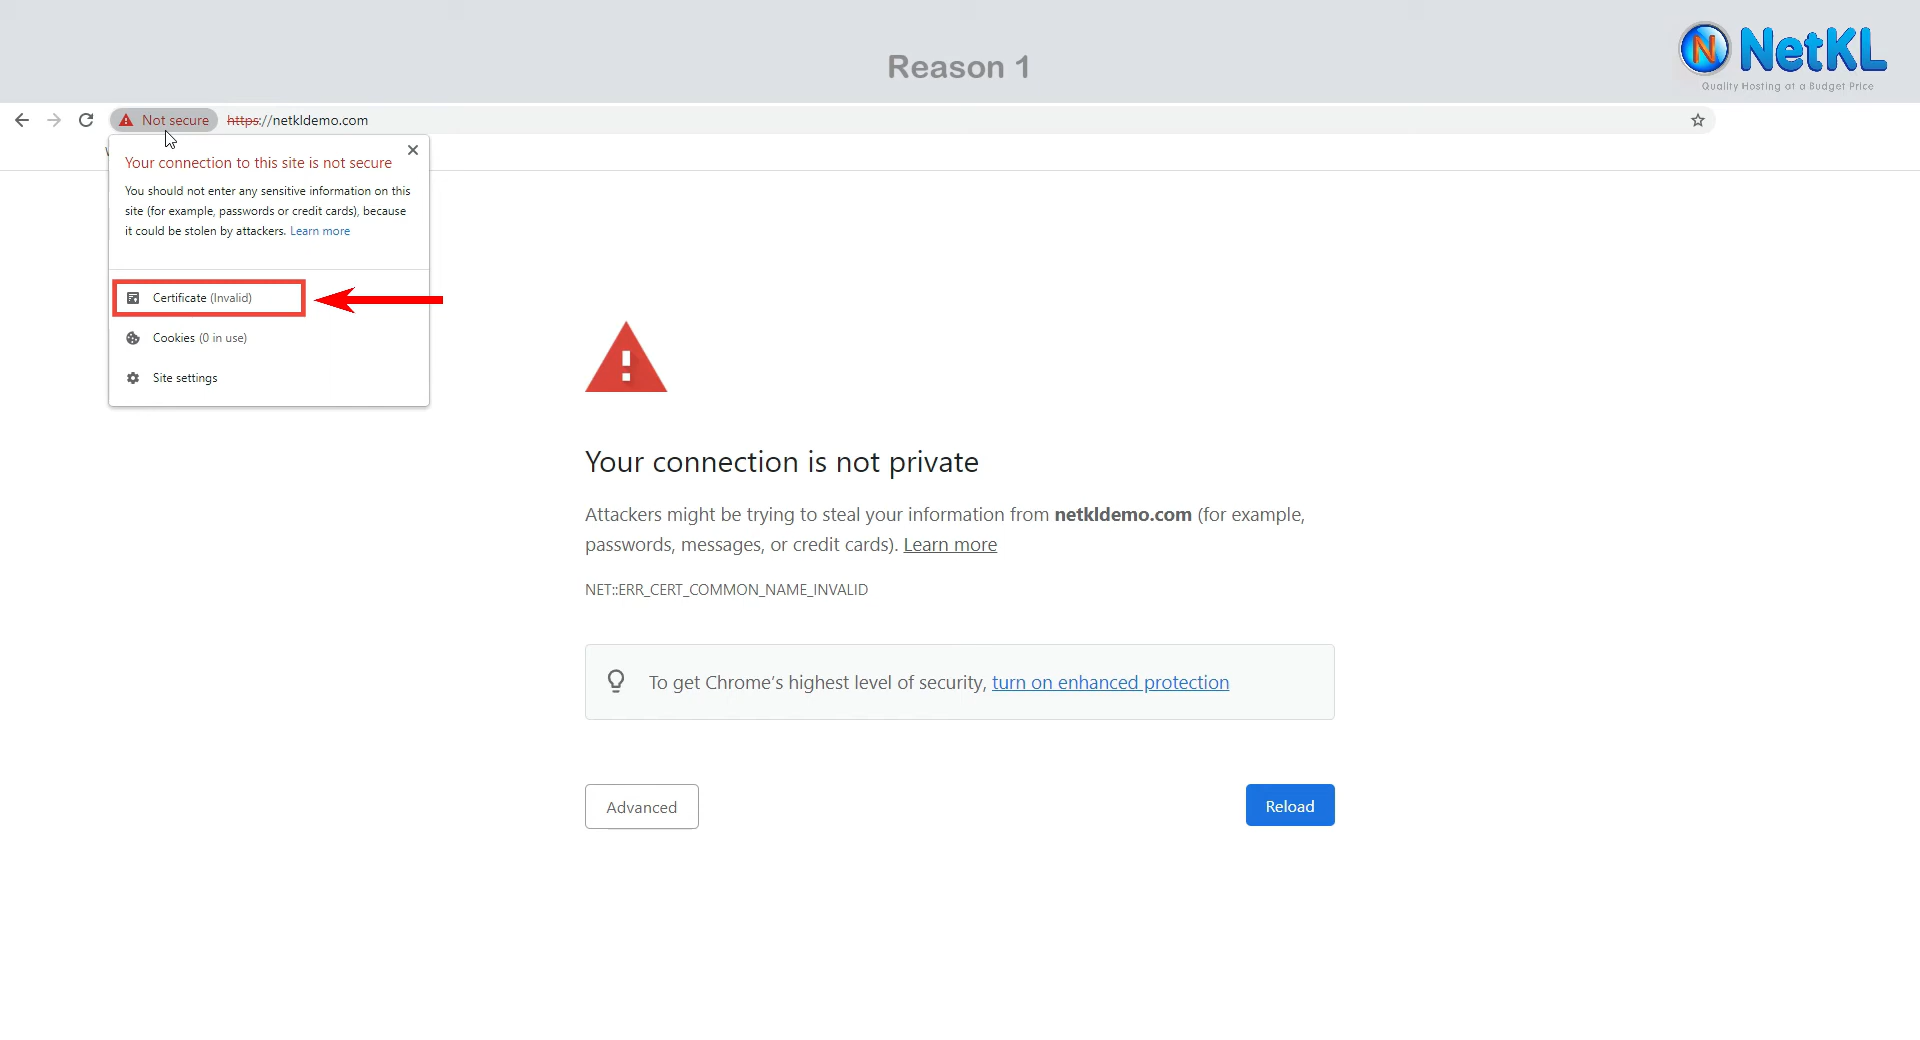 Reason 1
N NetKL
Quality Hosting at a Budget Price
Not secure https://netkldemo.com
Your connection to this site is not secure
You should not enter any sensitive information on this
site (for example, passwords or credit cards), because
it could be stolen by attackers. Learn more
Certificate (Invalid)
Cookies (0 in use)
Site settings
Your connection is not private
Attackers might be trying to steal your information from netkldemo.com (for example,
passwords, messages, or credit cards). Learn more
NET::ERR_CERT_COMMON_NAME_INVALID
To get Chrome's highest level of security, turn on enhanced protection
Advanced
Reload